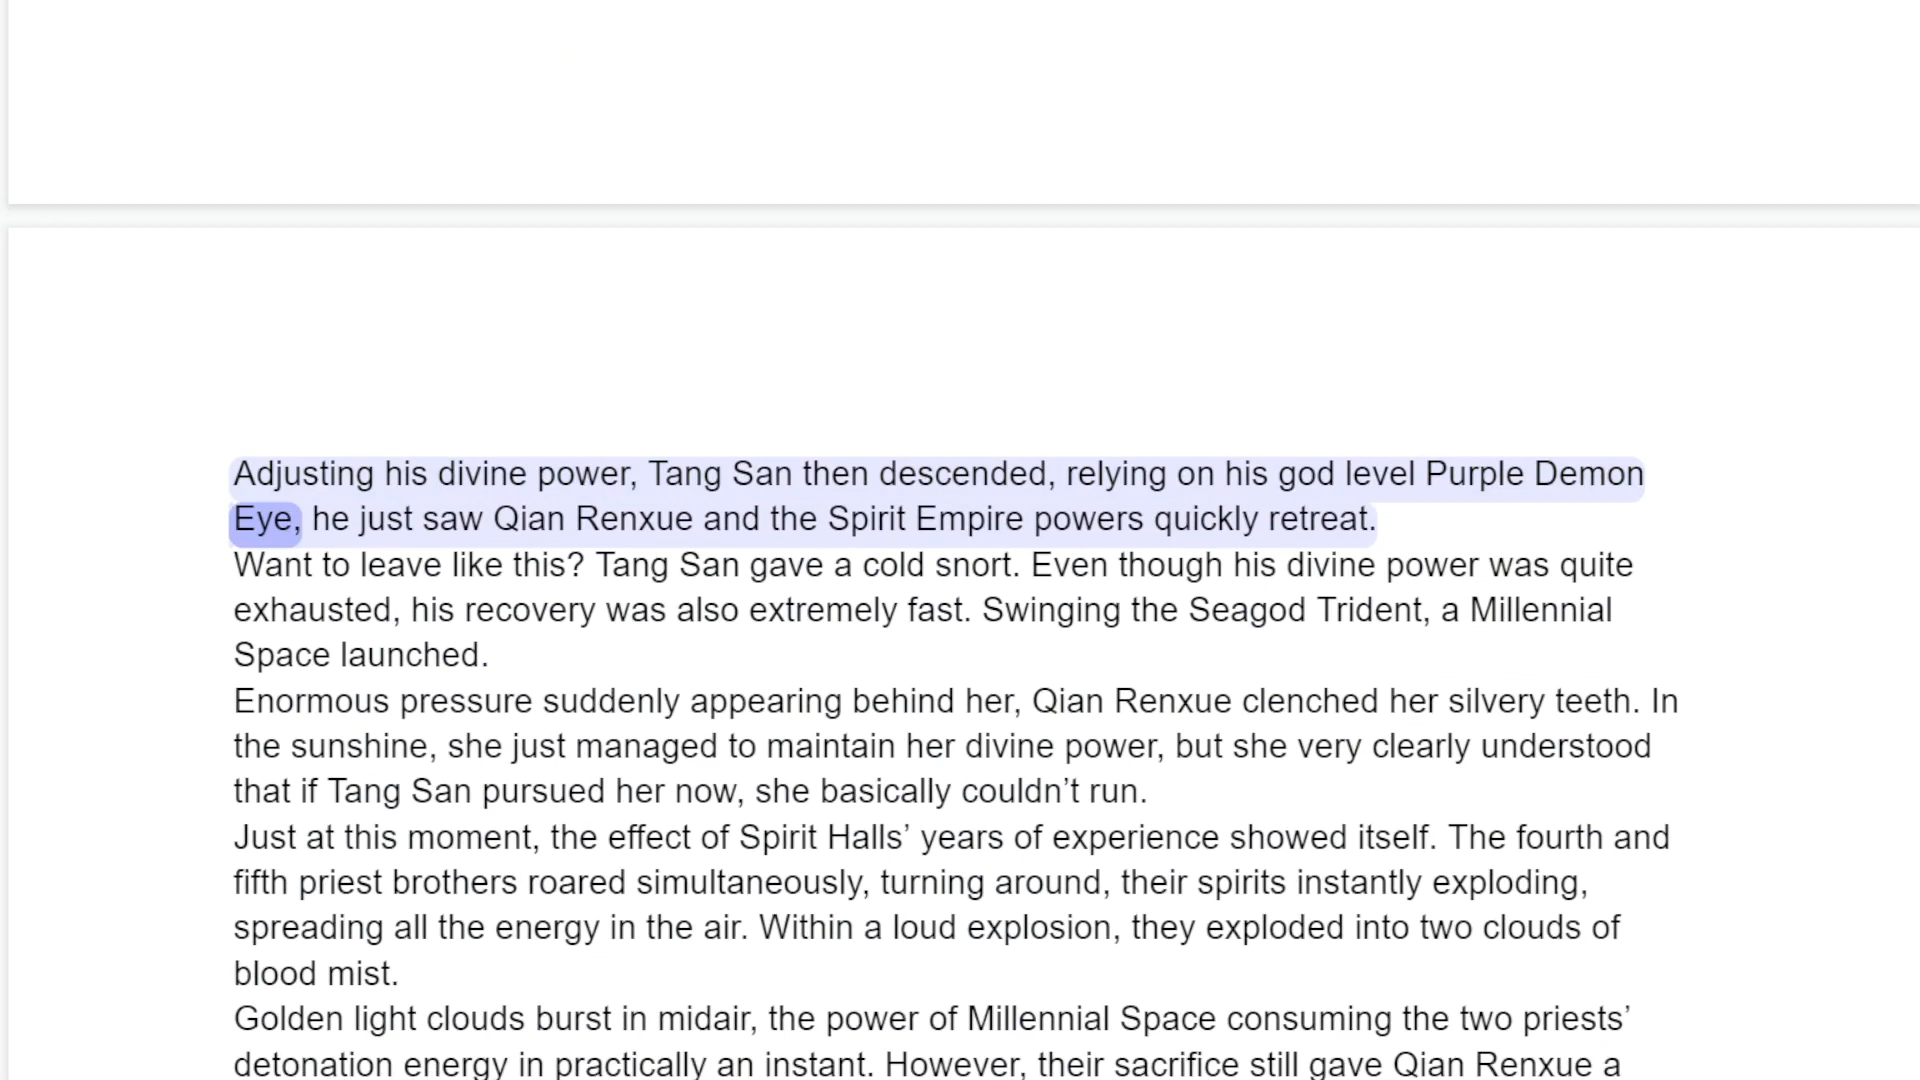 Adjusting his divine power, Tang San then descended, relying on his god level Purple Demon
Eye, he just saw Qian Renxue and the Spirit Empire powers quickly retreat.
Want to leave like this? Tang San gave a cold snort. Even though his divine power was quite
exhausted, his recovery was also extremely fast. Swinging the Seagod Trident, a Millennial
Space launched.
Enormous pressure suddenly appearing behind her, Qian Renxue clenched her silvery teeth. In
the sunshine, she just managed to maintain her divine power, but she very clearly understood
that if Tang San pursued her now, she basically couldn’t run.
Just at this moment, the effect of Spirit Halls’ years of experience showed itself. The fourth and
fifth priest brothers roared simultaneously, turning around, their spirits instantly exploding,
spreading all the energy in the air. Within a loud explosion, they exploded into two clouds of
blood mist.
Golden light clouds burst in midair, the power of Millennial Space consuming the two priests’
detonation energy in practically an instant. However, their sacrifice still gave Qian Renxue a